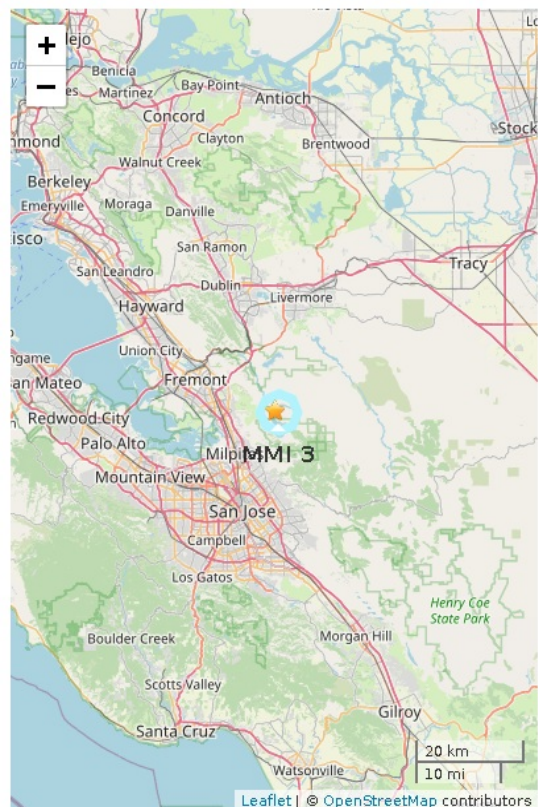 +
−
Benicia
Martinez
Bay Point
Antioch
Concord
Stock
Clayton
Brentwood
Walnut Creek
Berkeley
Emeryville
Moraga
Danville
San Ramon
San Leandro
Dublin
Tracy
Hayward
Livermore
Union City
Fremont
an Mateo
Redwood City
Palo Alto
Milpi
MMI 3
Mountain View
San Jose
Campbell
Los Gatos
Henry Coe
State Park
Boulder Creek
Morgan Hill
Scotts Valley
Gilroy
Santa Cruz
20 km
Watsonville
10 mi
Leaflet | © OpenStreetMap contributors